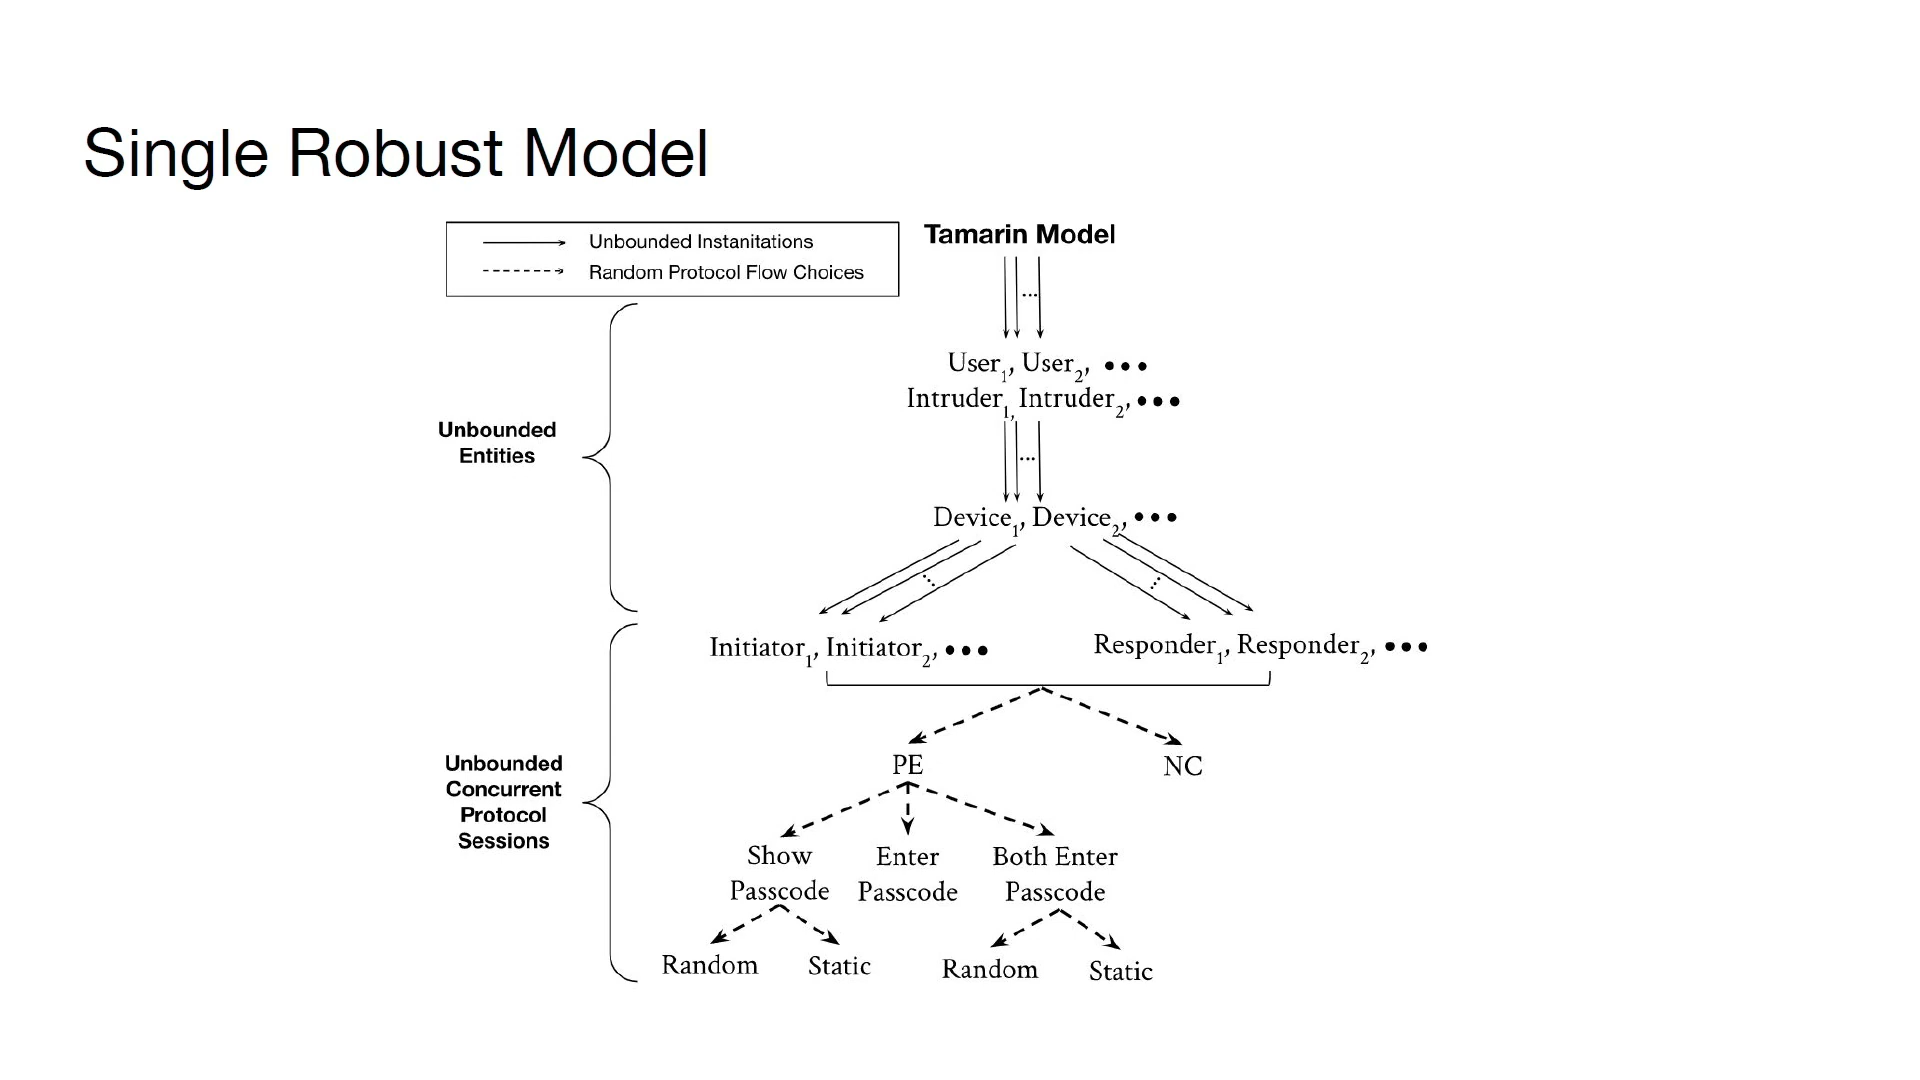 Single Robust Model
Unbounded Instanitations
Random Protocol Flow Choices
Tamarin Model
...
User1, User2, •••
Intruder1, Intruder2, •••
Unbounded
Entities
...
Device1, Device2, •••
Initiator1, Initiator2, •••
Responder1, Responder2, •••
Unbounded
Concurrent
Protocol
Sessions
PE
NC
Show
Passcode
Enter
Passcode
Both Enter
Passcode
Random
Static
Random
Static